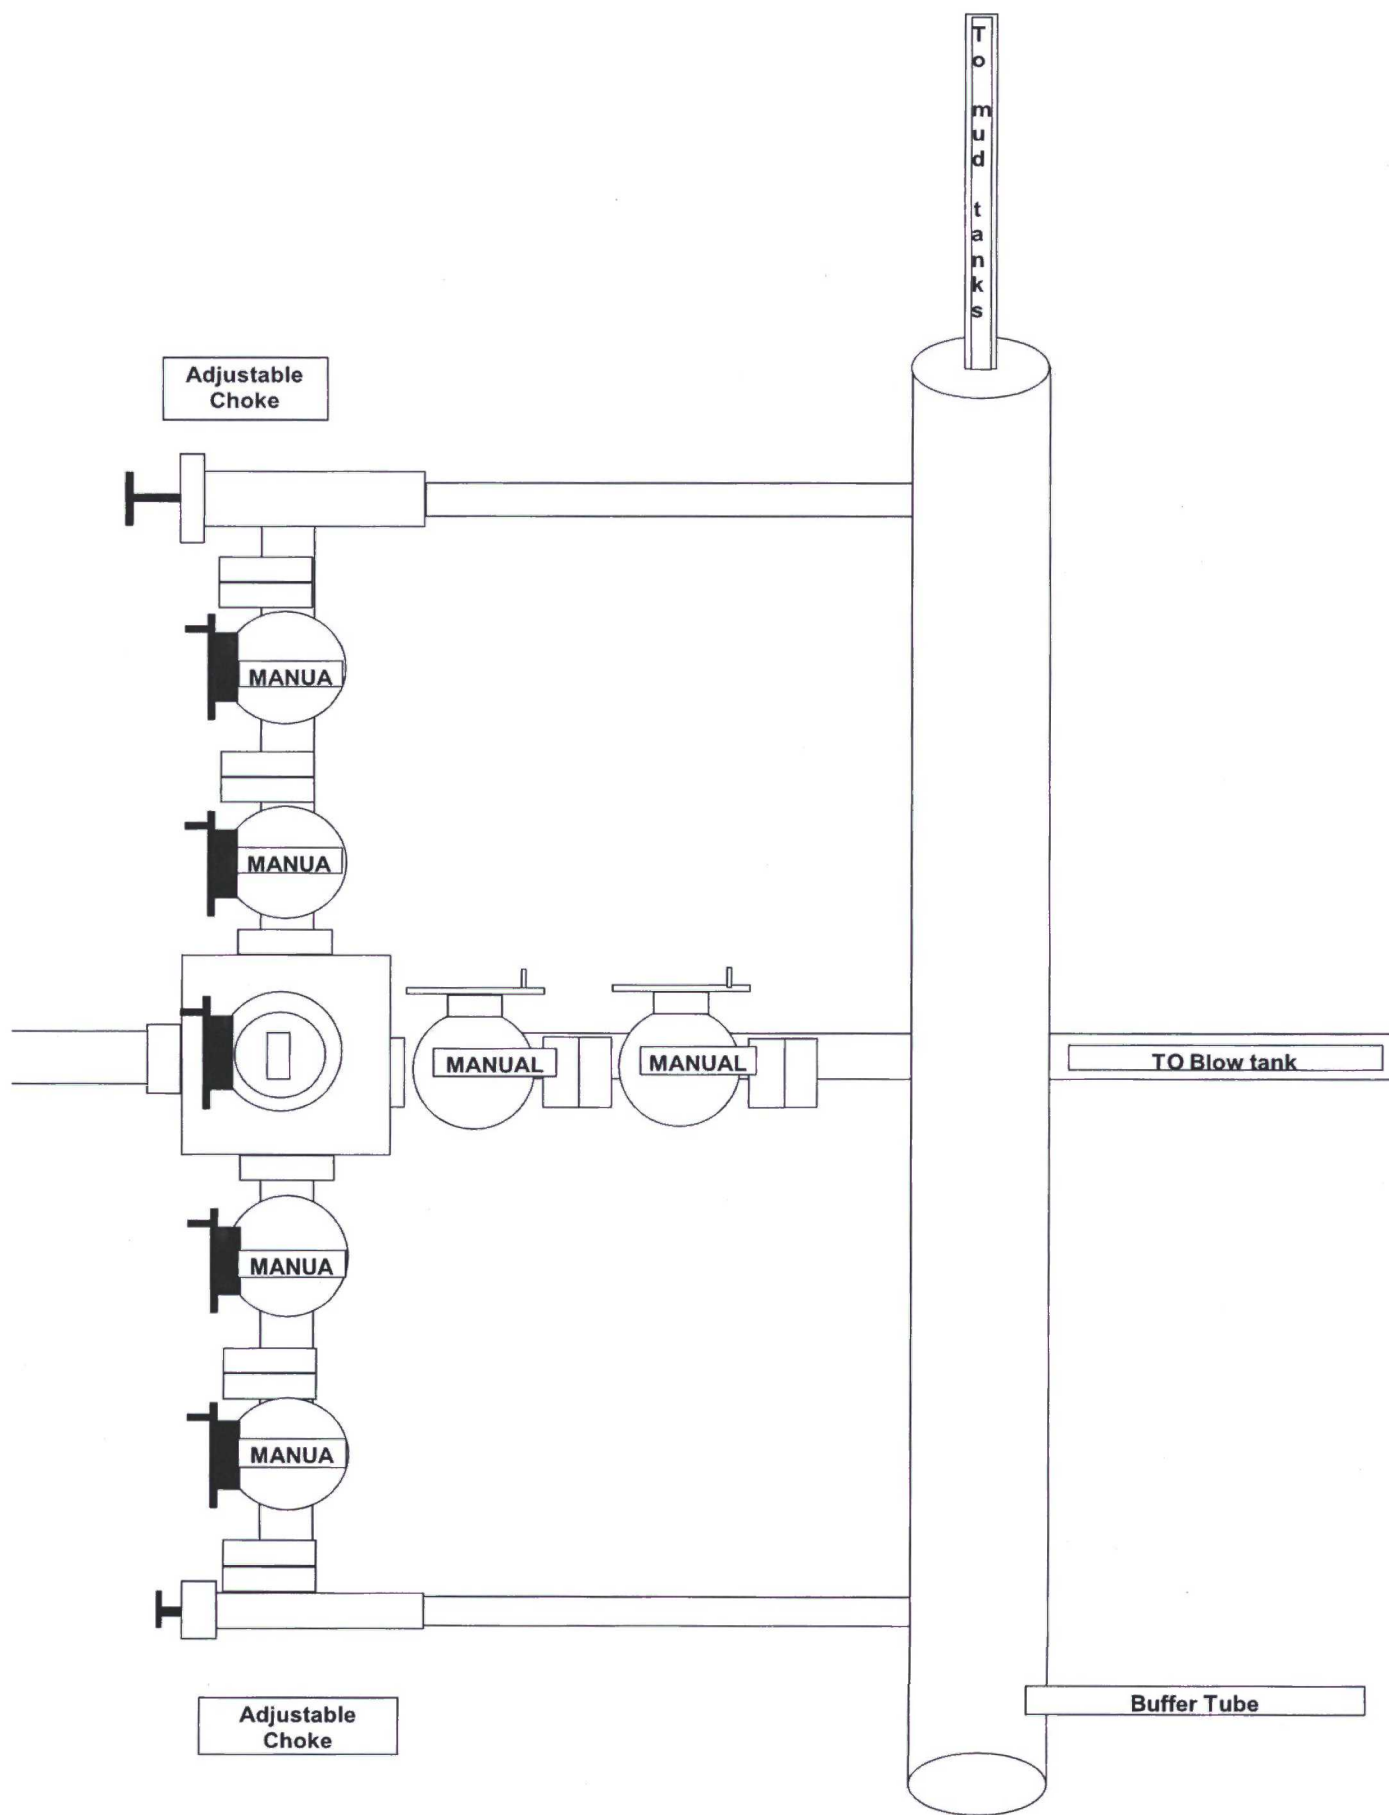 To mud tanks
Adjustable
Choke
MANUA
MANUA
MANUAL
MANUAL
TO Blow tank
MANUA
MANUA
Buffer Tube
Adjustable
Choke